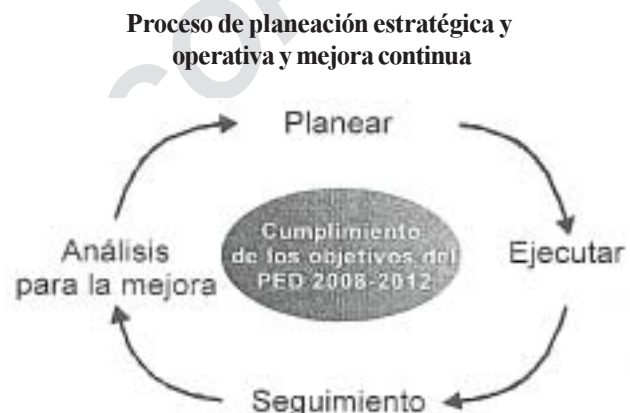 Proceso de planeación estratégica y
operativa y mejora continua
Planear
Cumplimiento
de los objetivos del
PED 2008-2012
Análisis
para la mejora
Ejecutar
Seguimiento